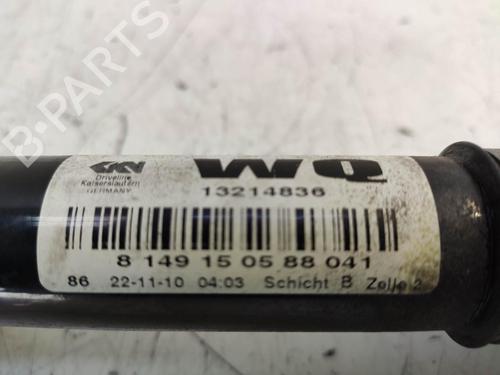 B-PARTS
GKN
Driveline
Kaiserslautern
GERMANY
WQ
13214836
8 149 15 05 88 041
86 22-11-10 04:03 Schicht B Zelle 2